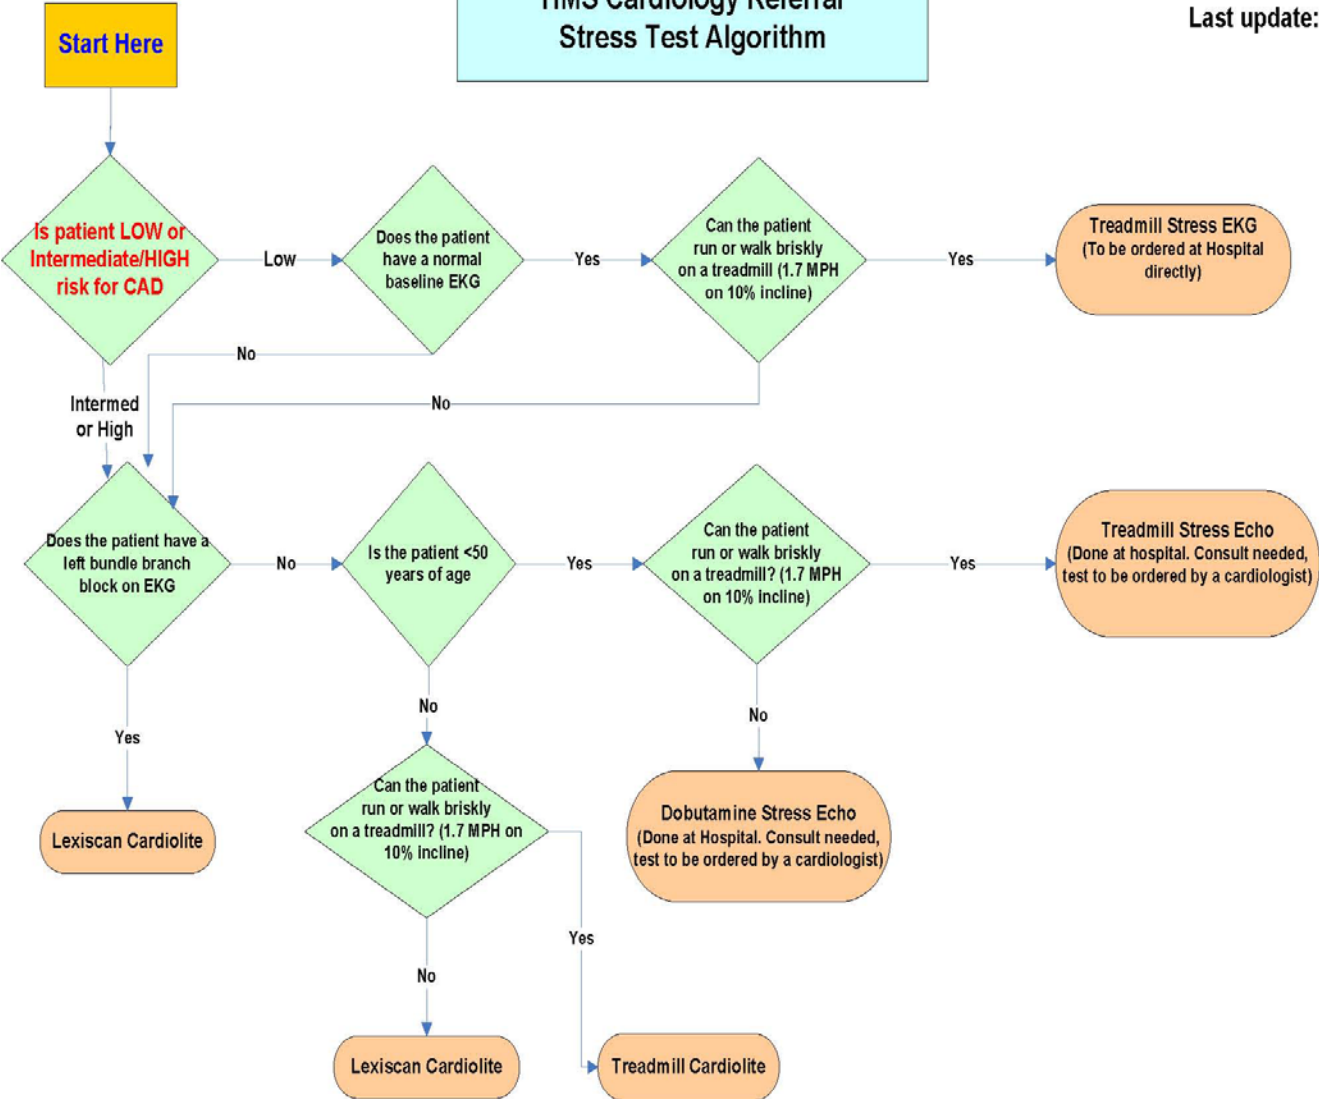 HMS Cardiology Referral
Stress Test Algorithm
Last update:
Start Here
Is patient LOW or
Intermediate/HIGH
risk for CAD
Low
Does the patient
have a normal
baseline EKG
Yes
Can the patient
run or walk briskly
on a treadmill (1.7 MPH
on 10% incline)
Yes
Treadmill Stress EKG
(To be ordered at Hospital
directly)
No
No
Intermed
or High
Does the patient have a
left bundle branch
block on EKG
No
Is the patient <50
years of age
Yes
Can the patient
run or walk briskly
on a treadmill? (1.7 MPH
on 10% incline)
Yes
Treadmill Stress Echo
(Done at hospital. Consult needed,
test to be ordered by a cardiologist)
Yes
No
No
Lexiscan Cardiolite
Can the patient
run or walk briskly
on a treadmill? (1.7 MPH on
10% incline)
Dobutamine Stress Echo
(Done at Hospital. Consult needed,
test to be ordered by a cardiologist)
Yes
No
Lexiscan Cardiolite
Treadmill Cardiolite